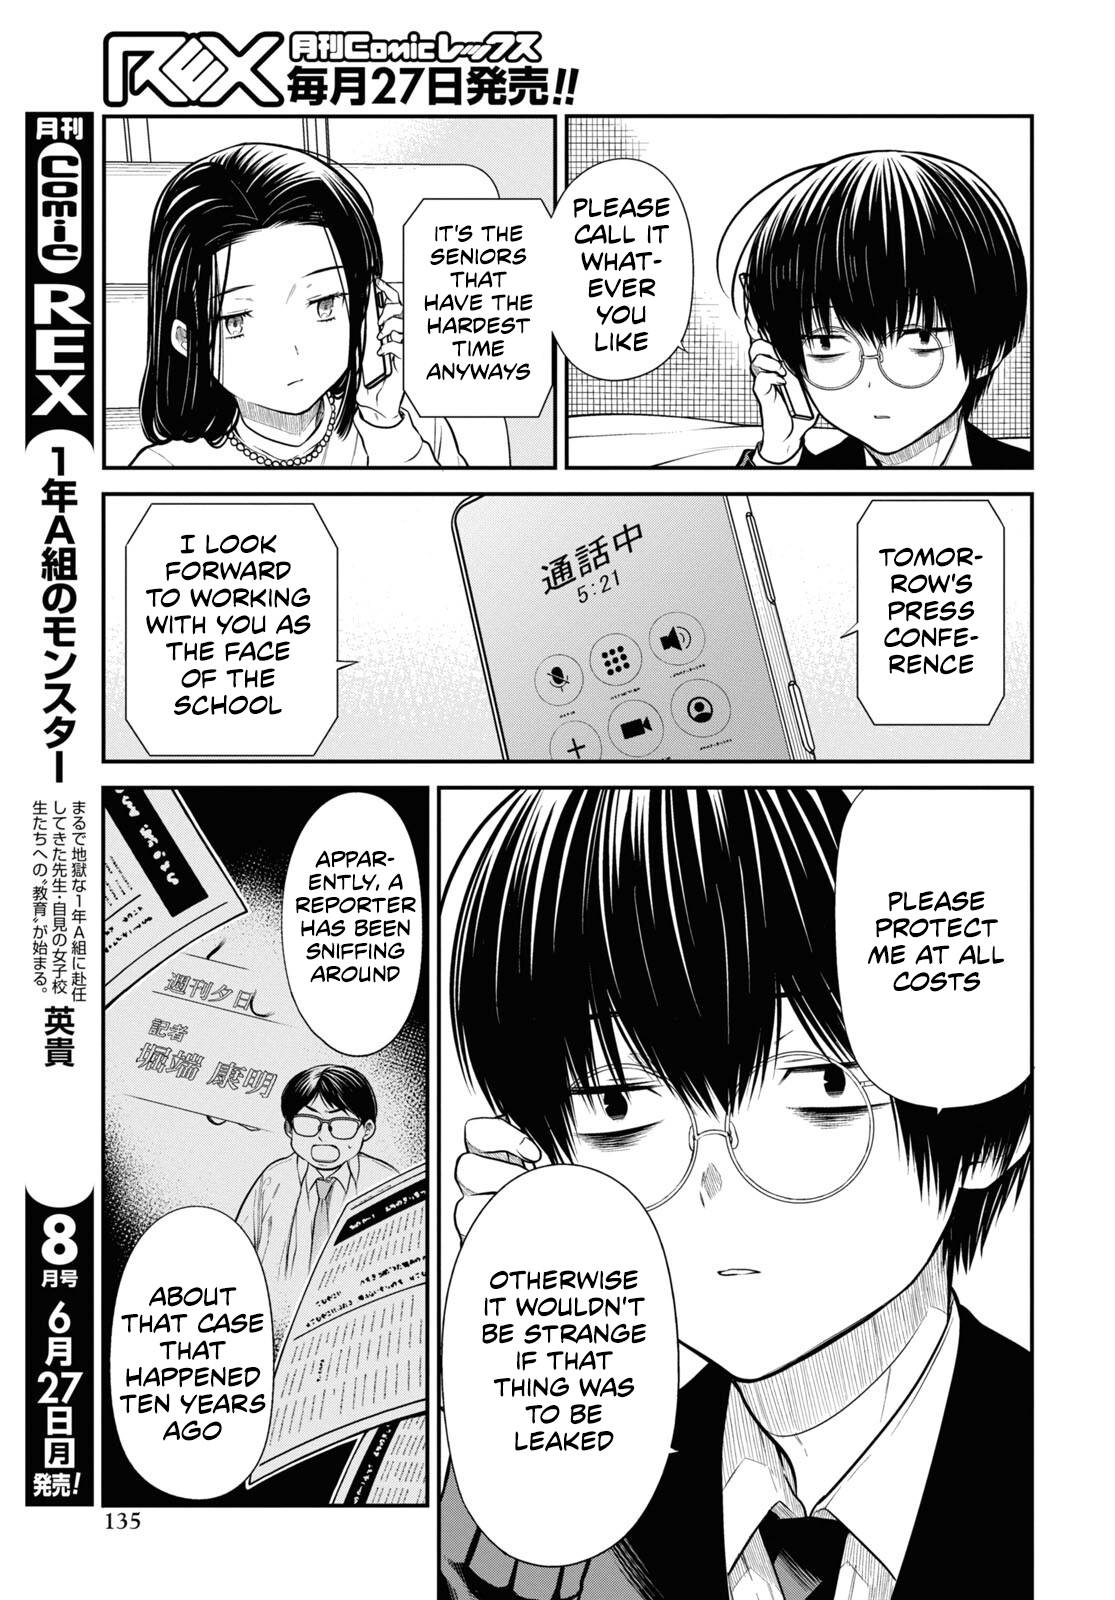 REX
月刊Comicレックス
毎月27日発売!!
PLEASE
CALL IT
WHAT-
EVER
YOU
LIKE
IT'S THE
SENIORS
THAT
HAVE THE
HARDEST
TIME
ANYWAYS
TOMOR-
ROW'S
PRESS
CONFE-
RENCE
通話中
5:21
I LOOK
FORWARD
TO WORKING
WITH YOU AS
THE FACE
OF THE
SCHOOL
PLEASE
PROTECT
ME AT ALL
COSTS
OTHERWISE
IT WOULDN'T
BE STRANGE
IF THAT
THING WAS
TO BE
LEAKED
APPAR-
ENTLY, A
REPORTER
HAS BEEN
SNIFFING
AROUND
週刊夕日
記者
堀端 康明
ABOUT
THAT CASE
THAT
HAPPENED
TEN YEARS
AGO
月刊
Comic
REX
1年A組のモンスター
まるで地獄な1年A組に赴任
してきた先生・自見の女子校
生たちへの〝教育〟が始まる。
英貴
8
月号
6月27日月
発売!
135